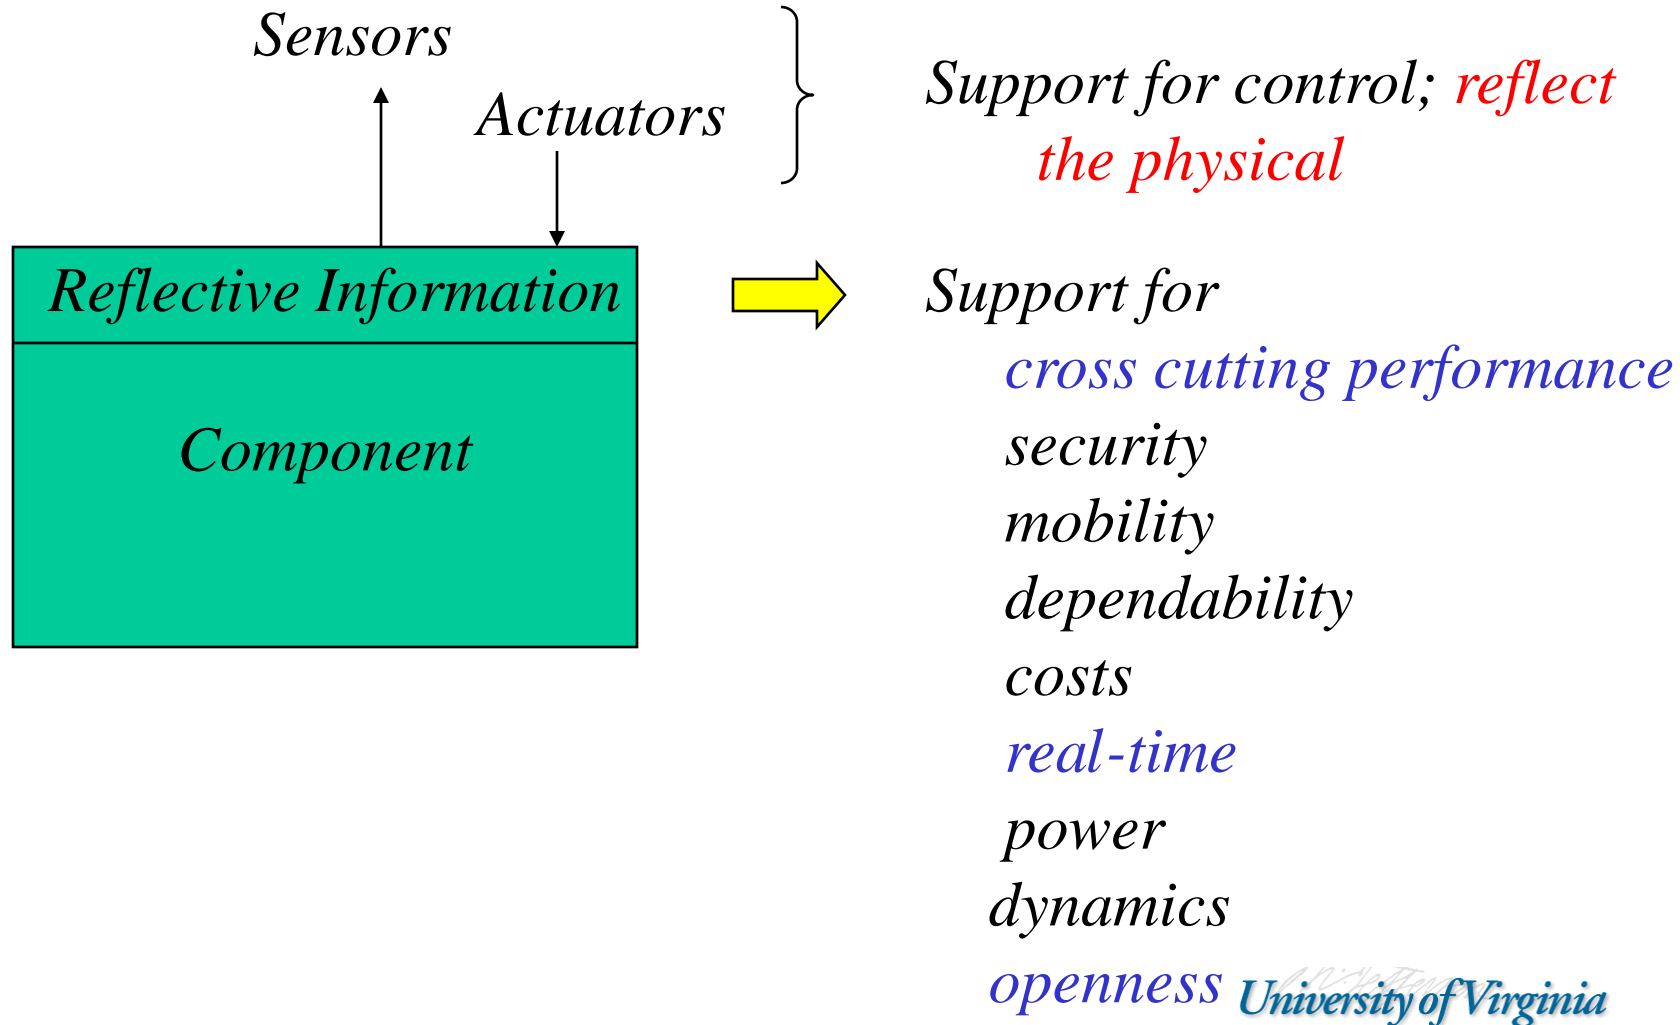 Sensors
Actuators
Reflective Information
Component
Support for control; reflect
the physical
Support for
cross cutting performance
security
mobility
dependability
costs
real-time
power
dynamics
openness
University of Virginia